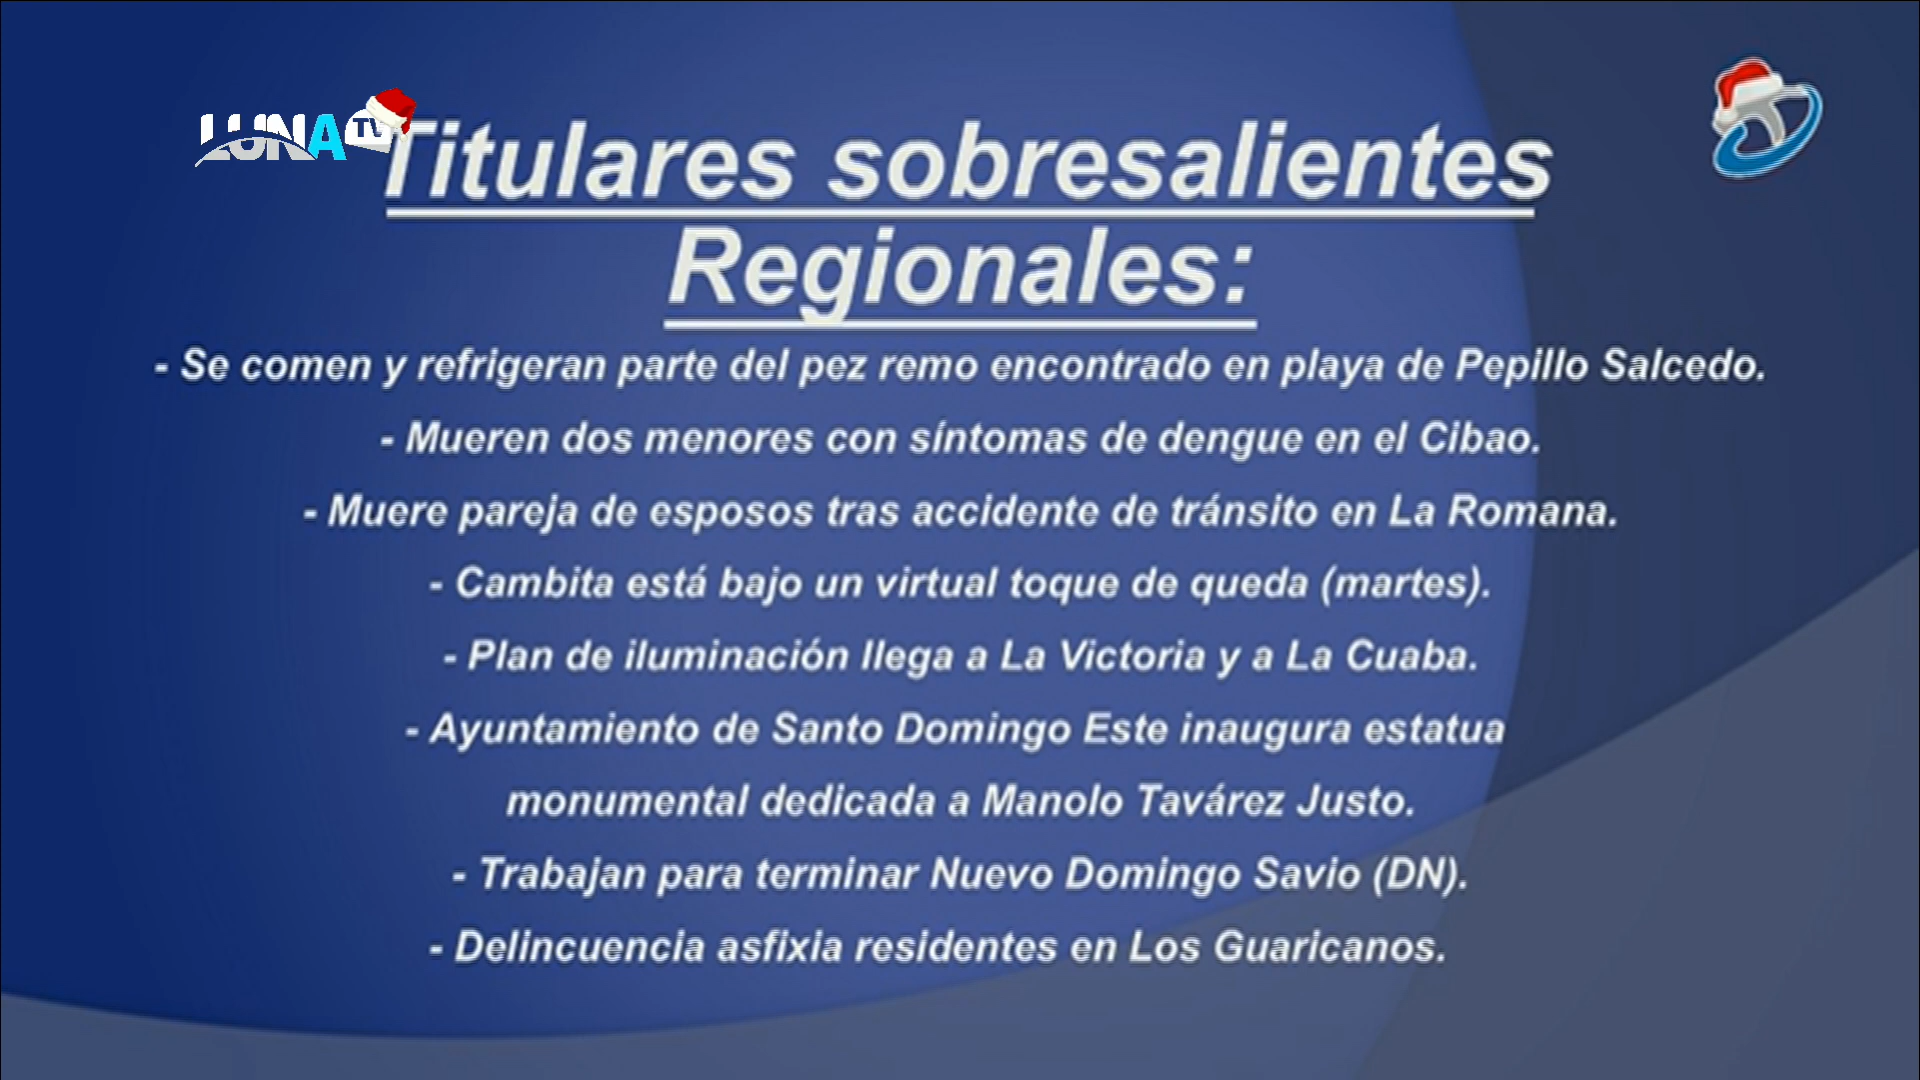 LUNA TV
Titulares sobresalientes
Regionales:
- Se comen y refrigeran parte del pez remo encontrado en playa de Pepillo Salcedo.
- Mueren dos menores con síntomas de dengue en el Cibao.
- Muere pareja de esposos tras accidente de tránsito en La Romana.
- Cambita está bajo un virtual toque de queda (martes).
- Plan de iluminación llega a La Victoria y a La Cuaba.
- Ayuntamiento de Santo Domingo Este inaugura estatua
monumental dedicada a Manolo Tavárez Justo.
- Trabajan para terminar Nuevo Domingo Savio (DN).
- Delincuencia asfixia residentes en Los Guaricanos.